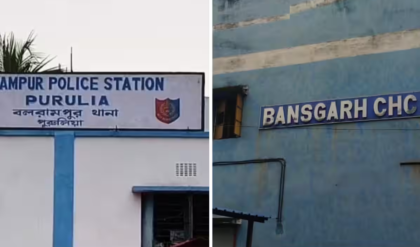 AMPUR POLICE STATION
PURULIA
বলরামপুর থানা
পুরুলিয়া
BANSGARH CHC